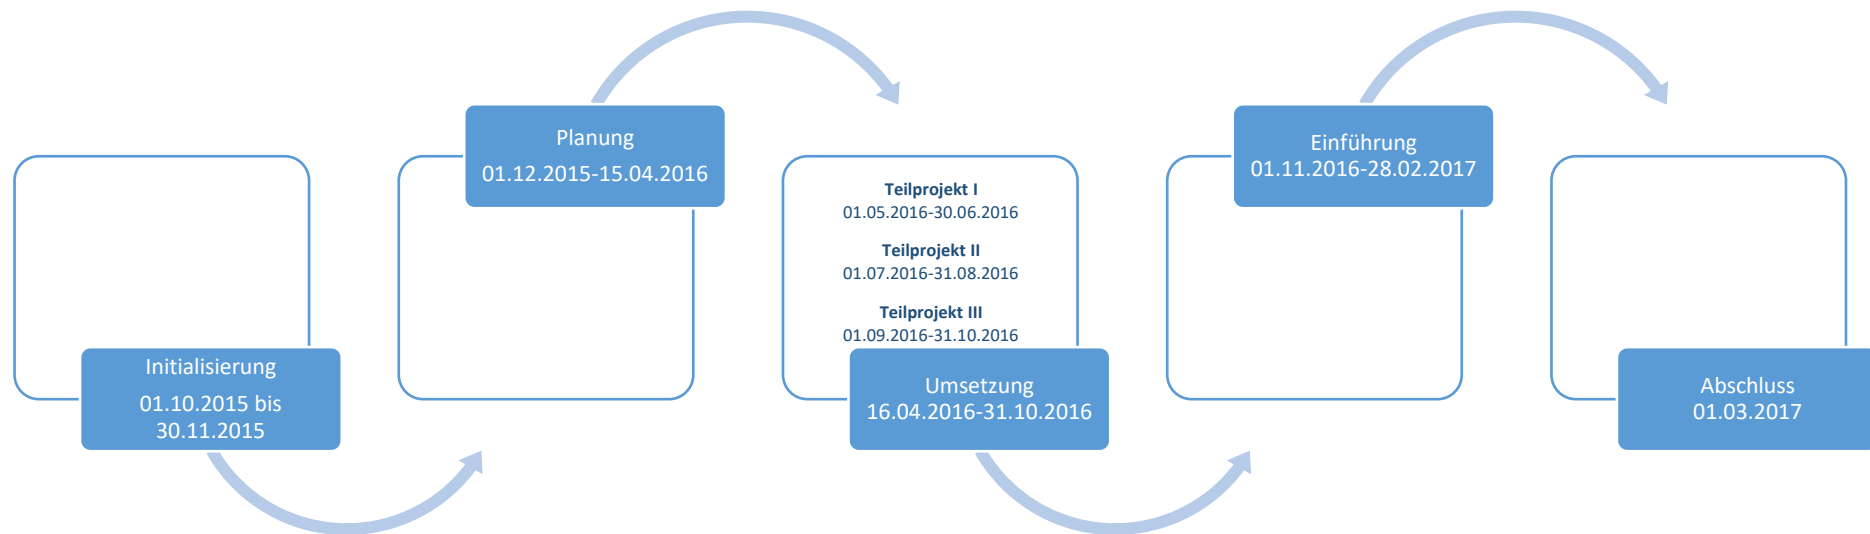 Initialisierung
01.10.2015 bis
30.11.2015
Planung
01.12.2015-15.04.2016
Teilprojekt I
01.05.2016-30.06.2016
Teilprojekt II
01.07.2016-31.08.2016
Teilprojekt III
01.09.2016-31.10.2016
Umsetzung
16.04.2016-31.10.2016
Einführung
01.11.2016-28.02.2017
Abschluss
01.03.2017